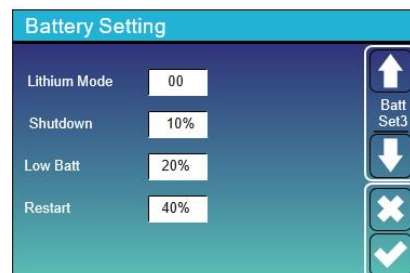 Battery Setting
Lithium Mode 00
Shutdown 10%
Low Batt 20%
Restart 40%
Batt
Set3